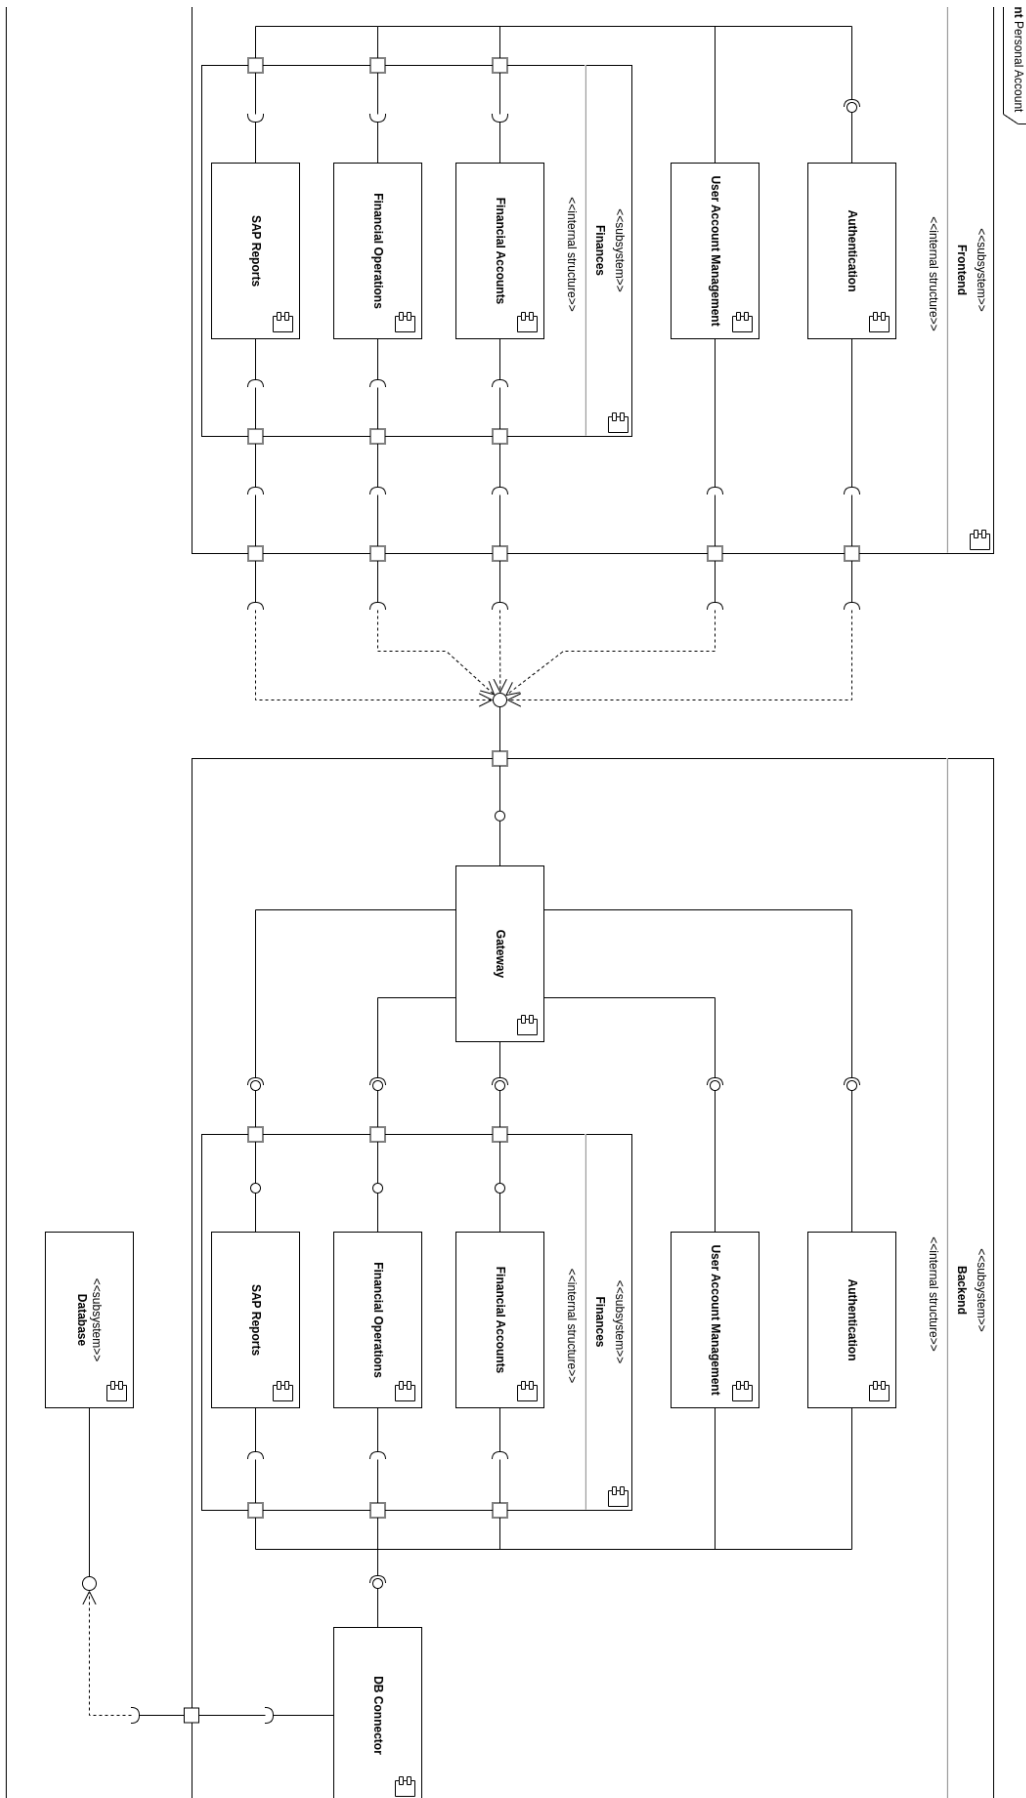 nt Personal Account
<<subsystem>>
Frontend
<<internal structure>>
Authentication
User Account Management
<<subsystem>>
Finances
<<internal structure>>
Financial Accounts
Financial Operations
SAP Reports
<<subsystem>>
Backend
<<internal structure>>
Gateway
Authentication
User Account Management
<<subsystem>>
Finances
<<internal structure>>
Financial Accounts
Financial Operations
SAP Reports
DB Connector
<<subsystem>>
Database